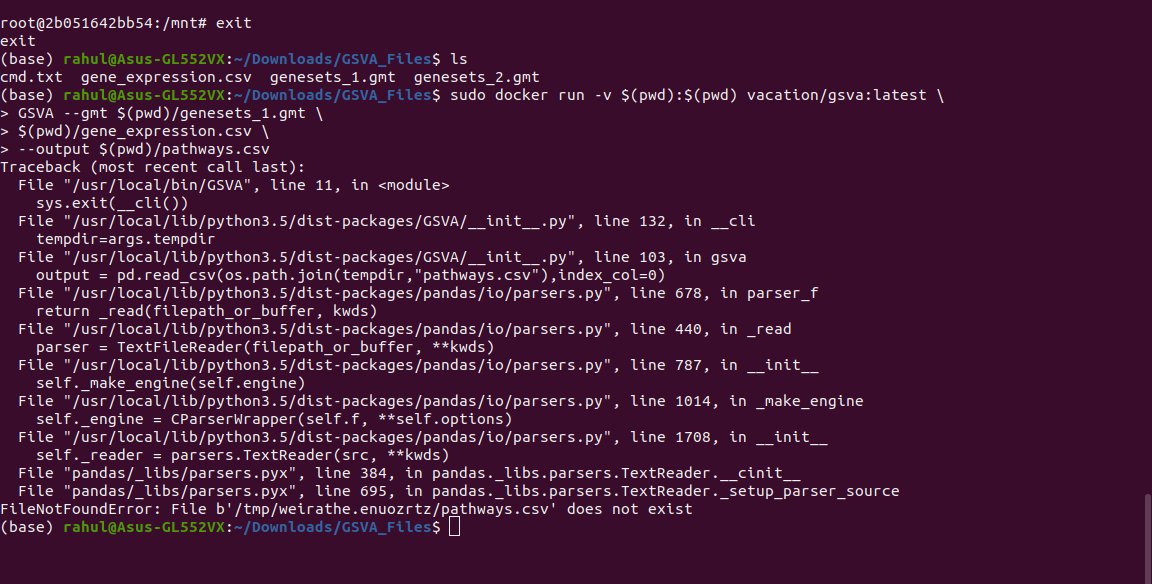 root@2b051642bb54:/mnt# exit
exit
(base) rahul@Asus-GL552VX:~/Downloads/GSVA_Files$ ls
cmd.txt  gene_expression.csv  genesets_1.gmt  genesets_2.gmt
(base) rahul@Asus-GL552VX:~/Downloads/GSVA_Files$ sudo docker run -v $(pwd):$(pwd) vacation/gsva:latest \
> GSVA --gmt $(pwd)/genesets_1.gmt \
> $(pwd)/gene_expression.csv \
> --output $(pwd)/pathways.csv
Traceback (most recent call last):
  File "/usr/local/bin/GSVA", line 11, in <module>
    sys.exit(__cli())
  File "/usr/local/lib/python3.5/dist-packages/GSVA/__init__.py", line 132, in __cli
    tempdir=args.tempdir
  File "/usr/local/lib/python3.5/dist-packages/GSVA/__init__.py", line 103, in gsva
    output = pd.read_csv(os.path.join(tempdir,"pathways.csv"),index_col=0)
  File "/usr/local/lib/python3.5/dist-packages/pandas/io/parsers.py", line 678, in parser_f
    return _read(filepath_or_buffer, kwds)
  File "/usr/local/lib/python3.5/dist-packages/pandas/io/parsers.py", line 440, in _read
    parser = TextFileReader(filepath_or_buffer, **kwds)
  File "/usr/local/lib/python3.5/dist-packages/pandas/io/parsers.py", line 787, in __init__
    self._make_engine(self.engine)
  File "/usr/local/lib/python3.5/dist-packages/pandas/io/parsers.py", line 1014, in _make_engine
    self._engine = CParserWrapper(self.f, **self.options)
  File "/usr/local/lib/python3.5/dist-packages/pandas/io/parsers.py", line 1708, in __init__
    self._reader = parsers.TextReader(src, **kwds)
  File "pandas/_libs/parsers.pyx", line 384, in pandas._libs.parsers.TextReader.__cinit__
  File "pandas/_libs/parsers.pyx", line 695, in pandas._libs.parsers.TextReader._setup_parser_source
FileNotFoundError: File b'/tmp/weirathe.enuozrtz/pathways.csv' does not exist
(base) rahul@Asus-GL552VX:~/Downloads/GSVA_Files$